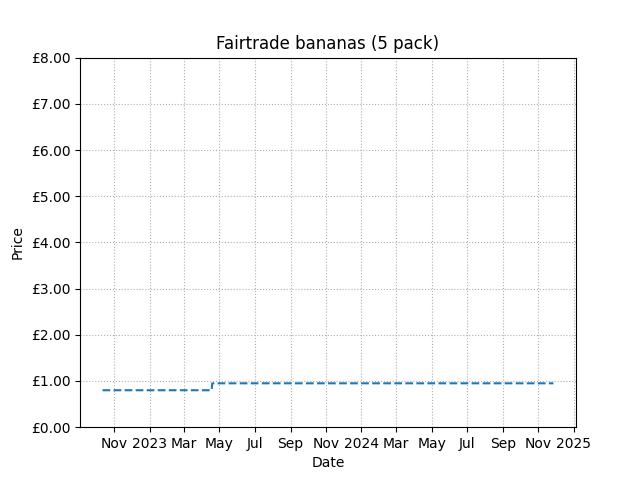 Fairtrade bananas (5 pack)
£8.00
£7.00
£6.00
£5.00
£4.00
£3.00
£2.00
£1.00
£0.00
Price
Nov 2023 Mar May Jul Sep Nov 2024 Mar May Jul Sep Nov 2025
Date